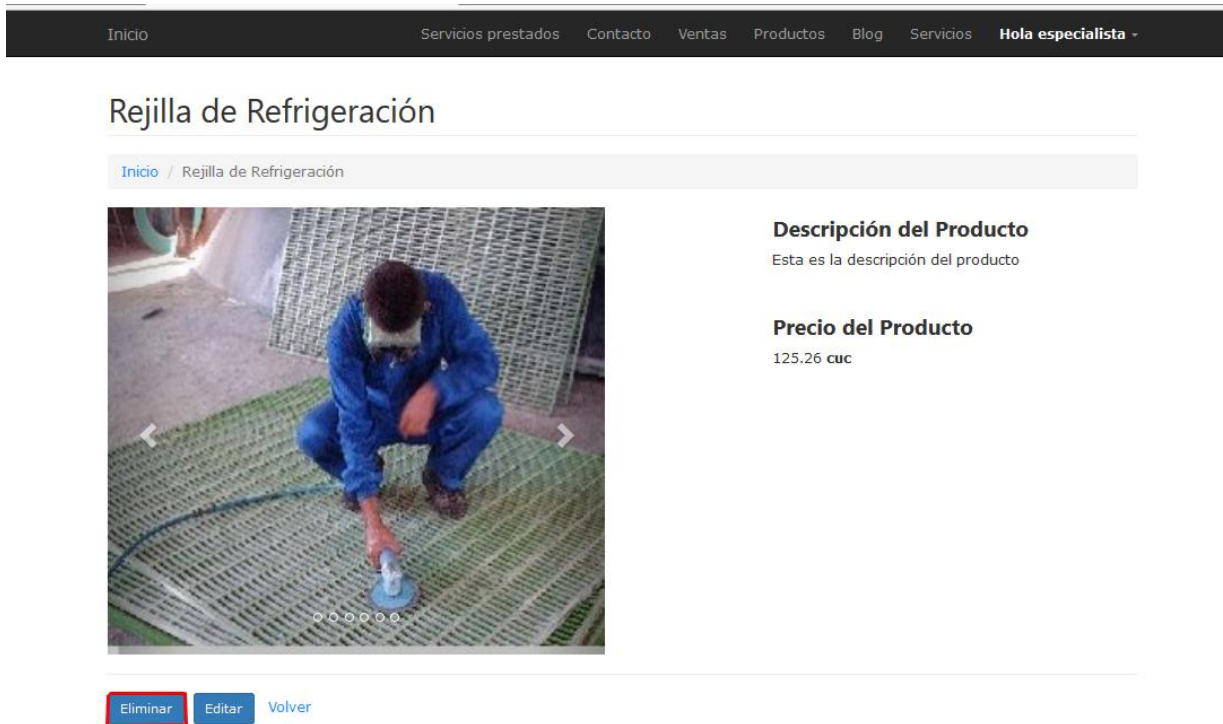 Inicio Servicios prestados Contacto Ventas Productos Blog Servicios Hola especialista
Rejilla de Refrigeración
Inicio / Rejilla de Refrigeración
Descripción del Producto
Esta es la descripción del producto
Precio del Producto
125.26 cuc
Eliminar Editar Volver